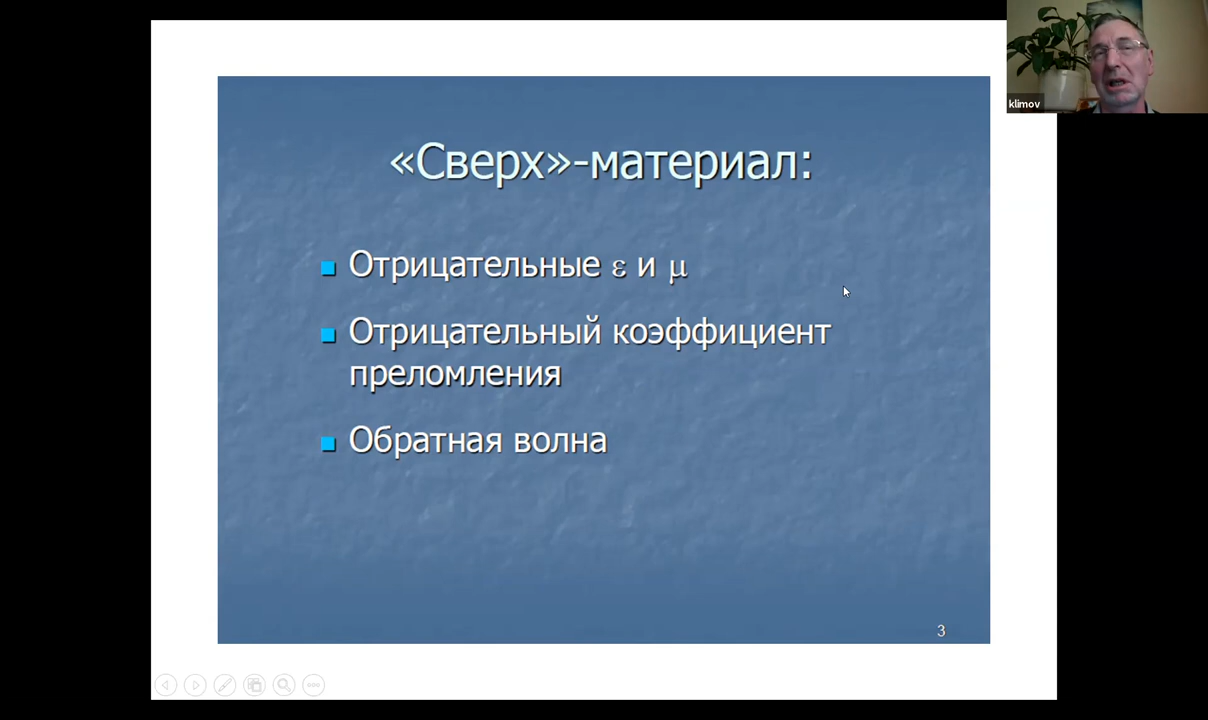 klimov
«Сверх»-материал:
Отрицательные ε и μ
Отрицательный коэффициент
преломления
Обратная волна
3